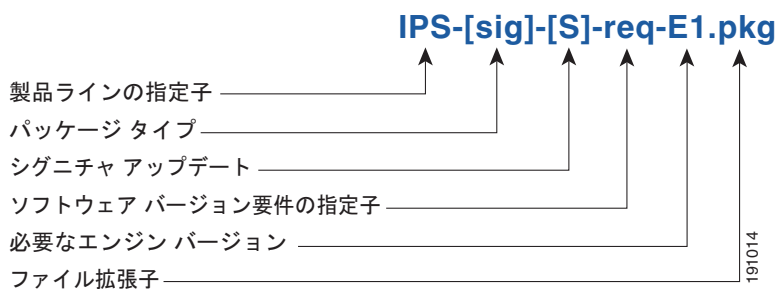 IPS-[sig]-[S]-req-E1.pkg
製品ラインの指定子
パッケージ タイプ
シグニチャ アップデート
ソフトウェア バージョン要件の指定子
必要なエンジン バージョン
ファイル拡張子
191014